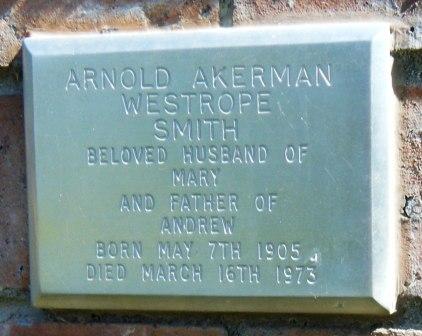 ARNOLD AKERMAN
WESTROPE
SMITH
BELOVED HUSBAND OF
MARY
AND FATHER OF
ANDREW
BORN MAY 7TH 1905
DIED MARCH 16TH 1973